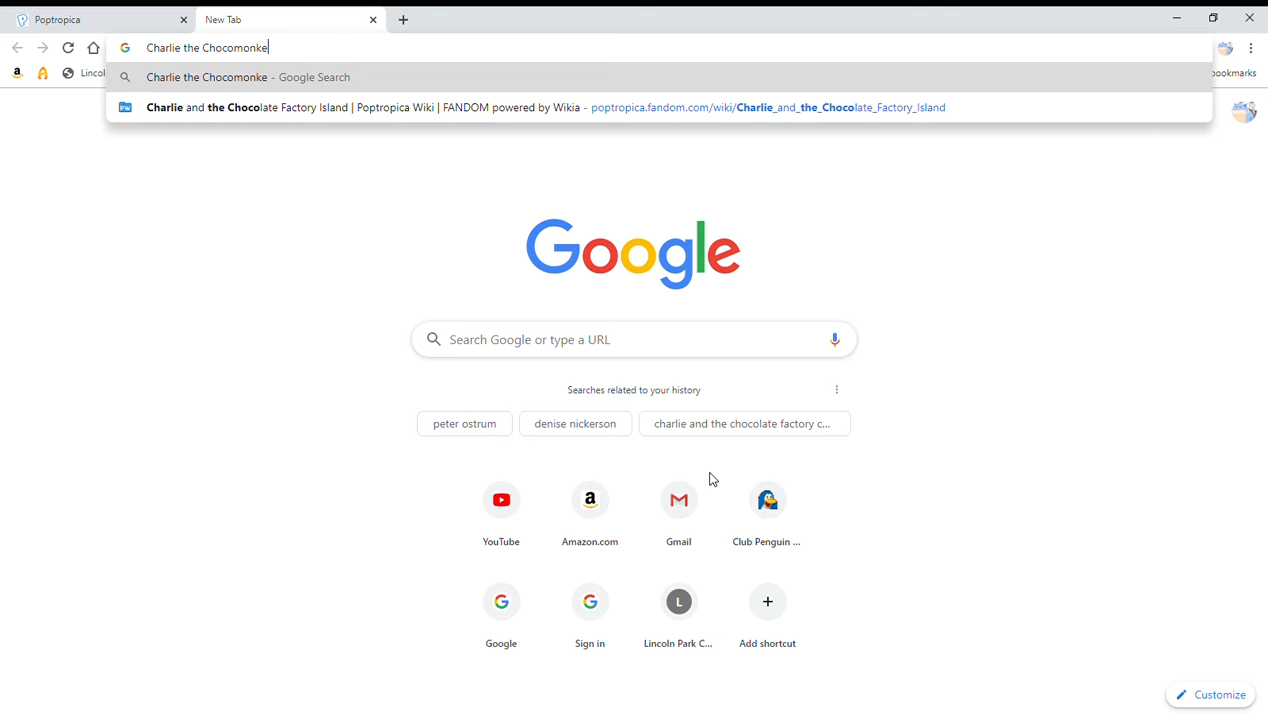 Poptropica
New Tab
Charlie the Chocomonke
a
Lincol
ookmarks
Charlie the Chocomonke - Google Search
PW
Charlie and the Chocolate Factory Island | Poptropica Wiki | FANDOM powered by Wikia - poptropica.fandom.com/wiki/Charlie_and_the_Chocolate_Factory_Island
Google
Search Google or type a URL
Searches related to your history
peter ostrum
denise nickerson
charlie and the chocolate factory c...
a
YouTube
Amazon.com
Gmail
Club Penguin ...
L
Google
Sign in
Lincoln Park C...
Add shortcut
Customize